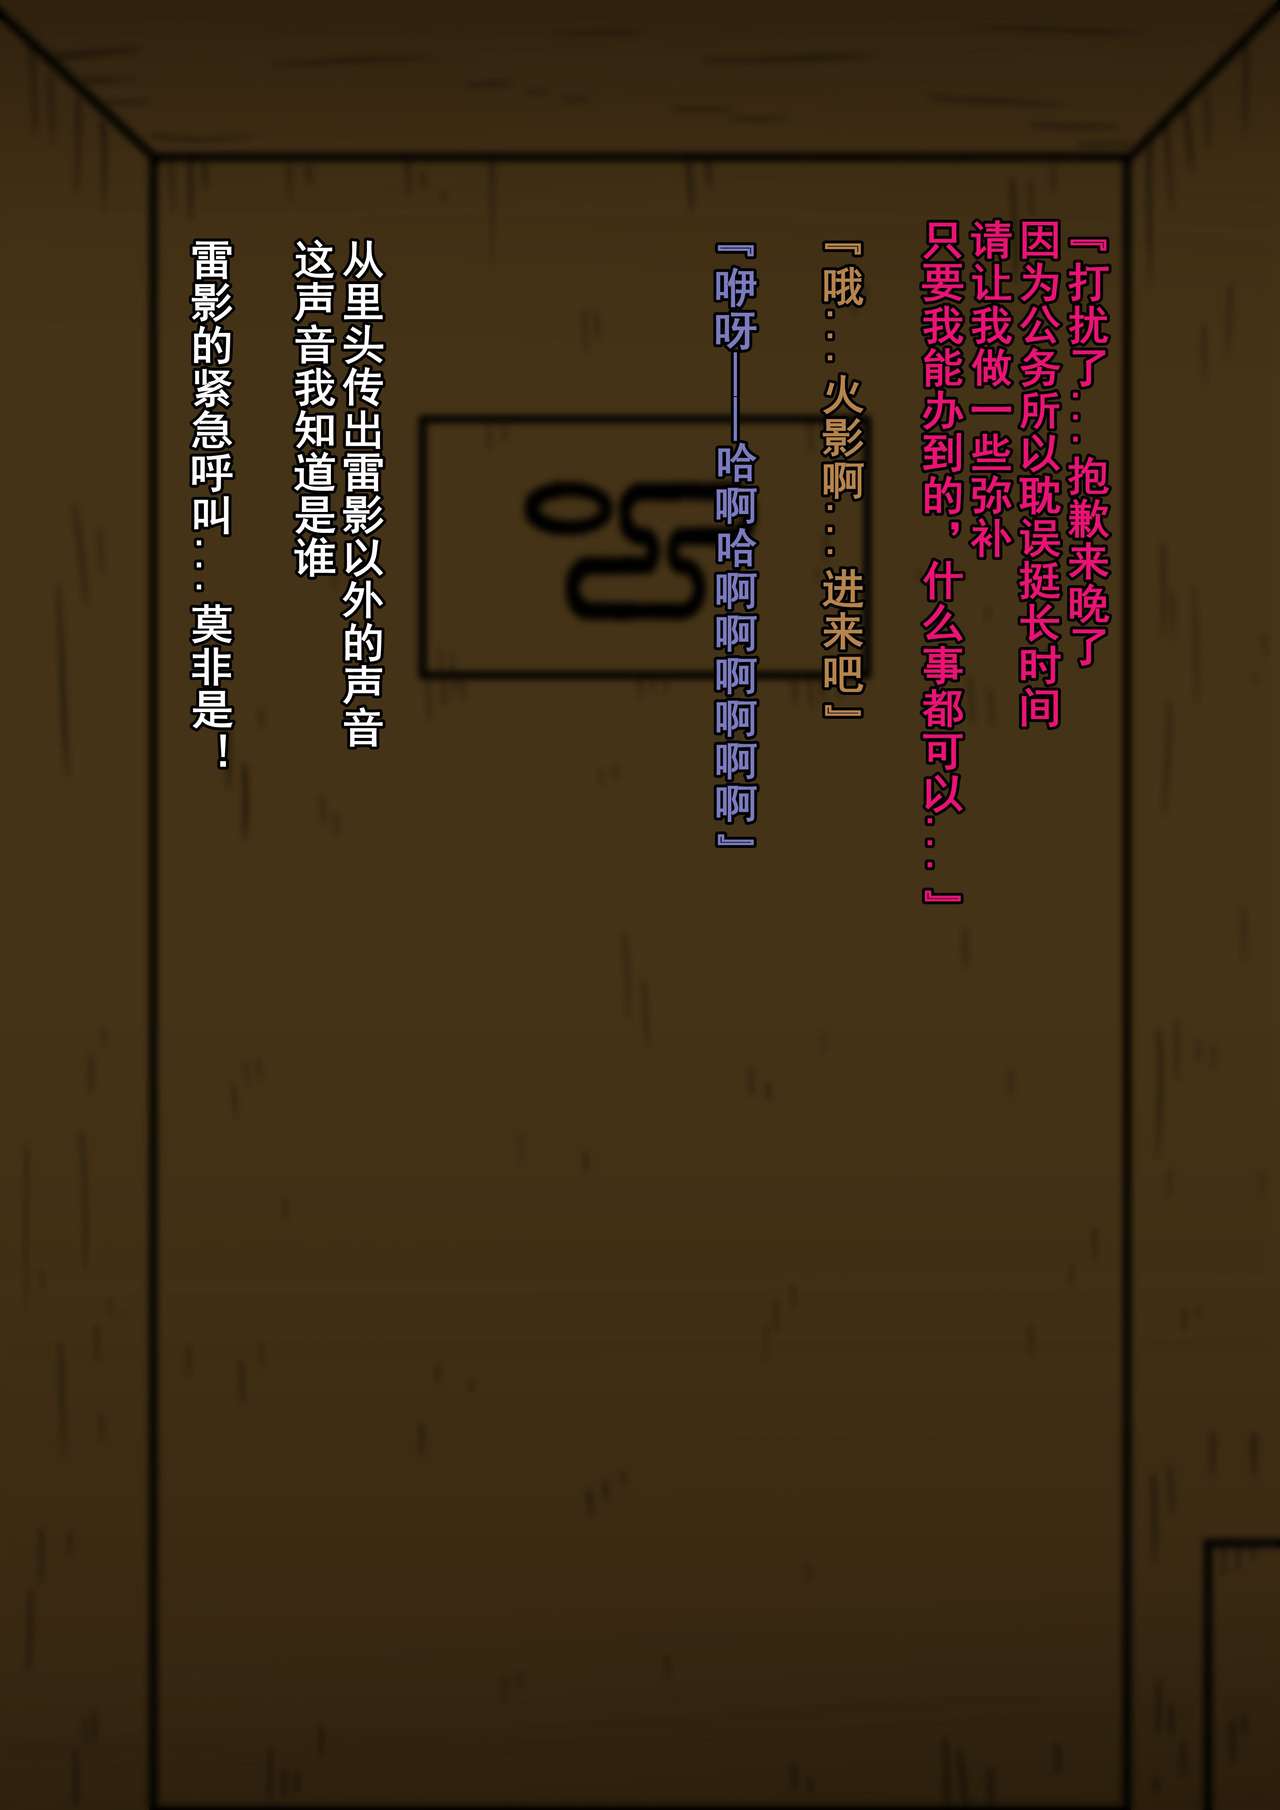 『打扰了…抱歉来晚了
因为公务所以耽误挺长时间
请让我做一些弥补
只要我能办到的，什么事都可以…』
『哦…火影啊…进来吧』
『咿呀——哈啊哈啊啊啊啊啊啊』
从里头传出雷影以外的声音
这声音我知道是谁
雷影的紧急呼叫…莫非是！